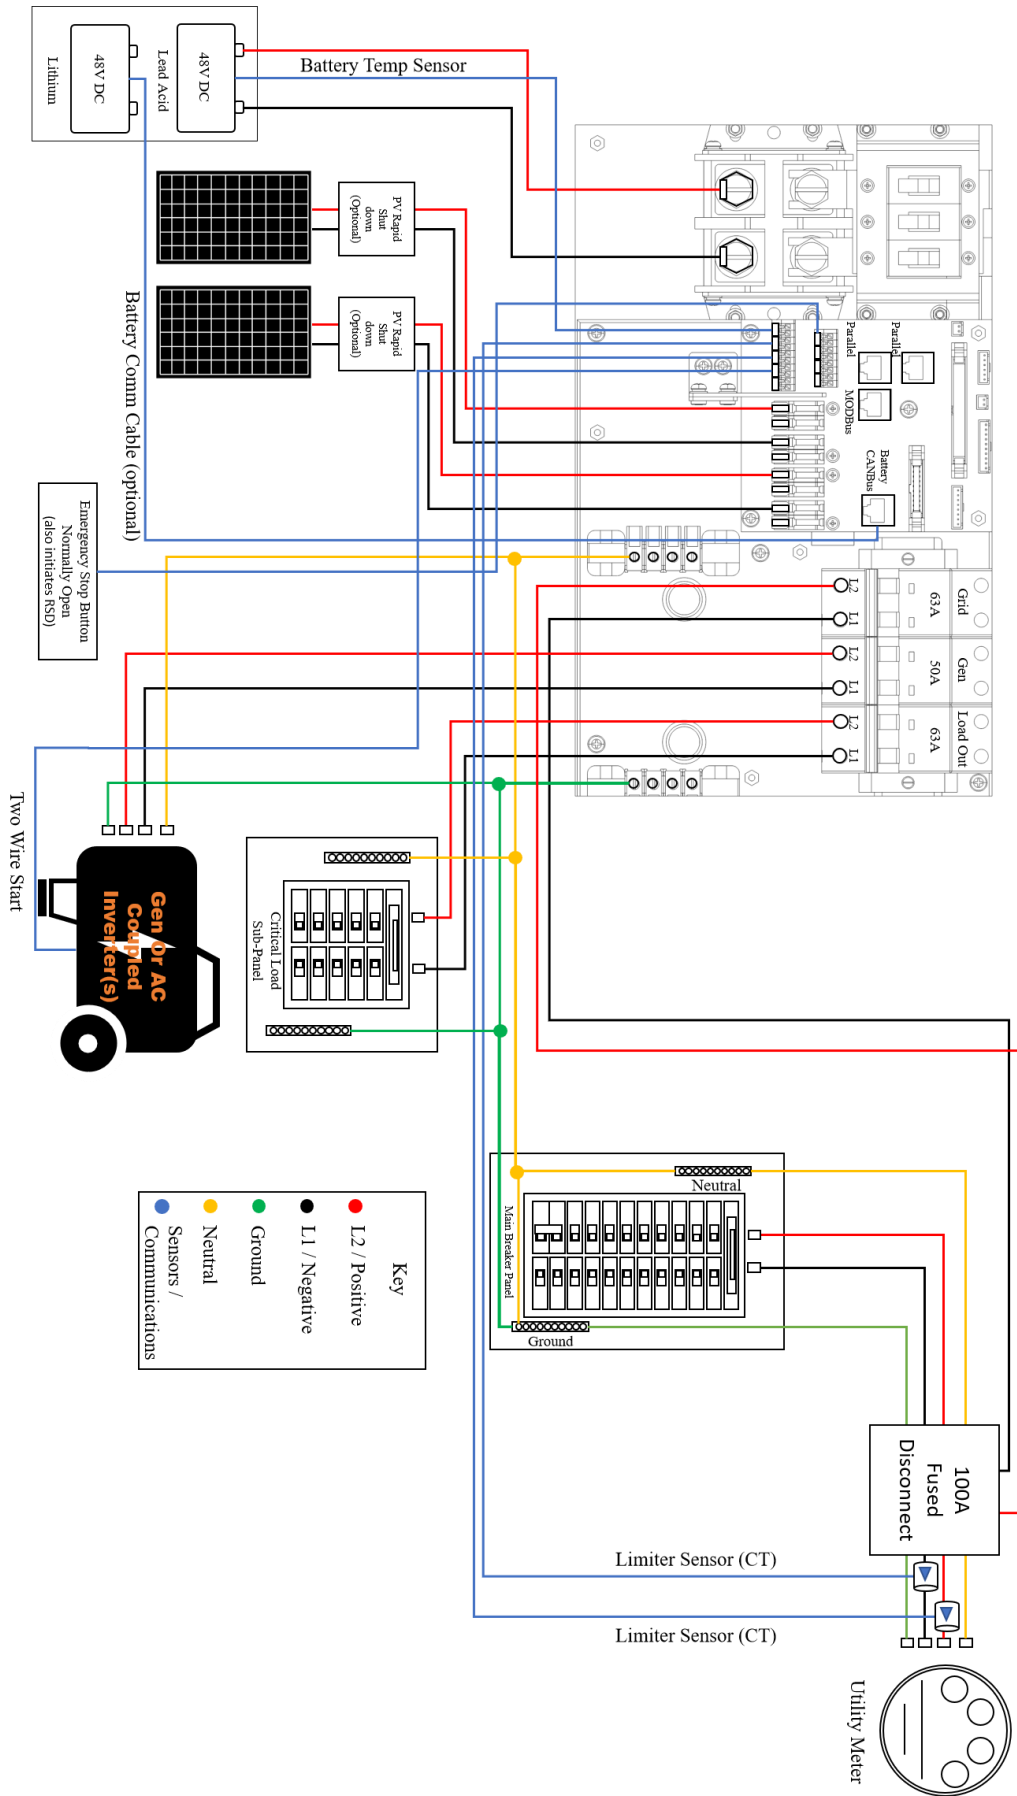 48V DC
Lithium
48V DC
Lead Acid
Battery Temp Sensor
PV Rapid
Shut
down
(Optional)
PV Rapid
Shut
down
(Optional)
Battery Comm Cable (optional)
Emergency Stop Button
Normally Open
(also initiates RSD)
Parallel
Parallel
MODBus
Battery
CANBus
Grid
63A
L2
L1
Gen
50A
L2
L1
Load Out
63A
L2
L1
Two Wire Start
Gen Or AC
Coupled
Inverter(s)
Critical Load
Sub-Panel
Neutral
Main Breaker Panel
Ground
Key
L2 / Positive
L1 / Negative
Ground
Neutral
Sensors /
Communications
100A
Fused
Disconnect
Limiter Sensor (CT)
Limiter Sensor (CT)
Utility Meter